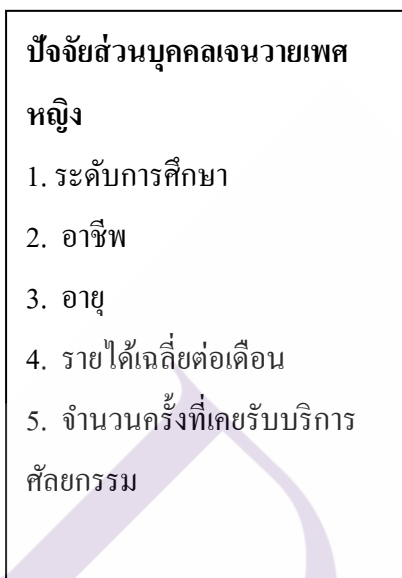 ปัจจัยส่วนบุคคลเจนวายเพศ
หญิง
1. ระดับการศึกษา
2. อาชีพ
3. อายุ
4. รายได้เฉลี่ยต่อเดือน
5. จำนวนครั้งที่เคยรับบริการ
ศัลยกรรม